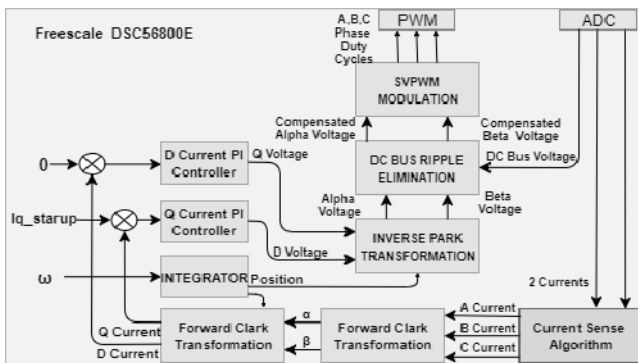 Freescale DSC56800E
A,B,C
Phase
Duty
Cycles
PWM
ADC
SVPWM
MODULATION
Compensated
Alpha Voltage
Compensated
Beta Voltage
DC Bus Voltage
0
D Current PI
Controller
Q Voltage
DC BUS RIPPLE
ELIMINATION
Alpha
Voltage
Beta
Voltage
Iq_starup
Q Current PI
Controller
D Voltage
INVERSE PARK
TRANSFORMATION
ω
INTEGRATOR
Position
2 Currents
Q Current
D Current
Forward Clark
Transformation
α
β
Forward Clark
Transformation
A Current
B Current
C Current
Current Sense
Algorithm